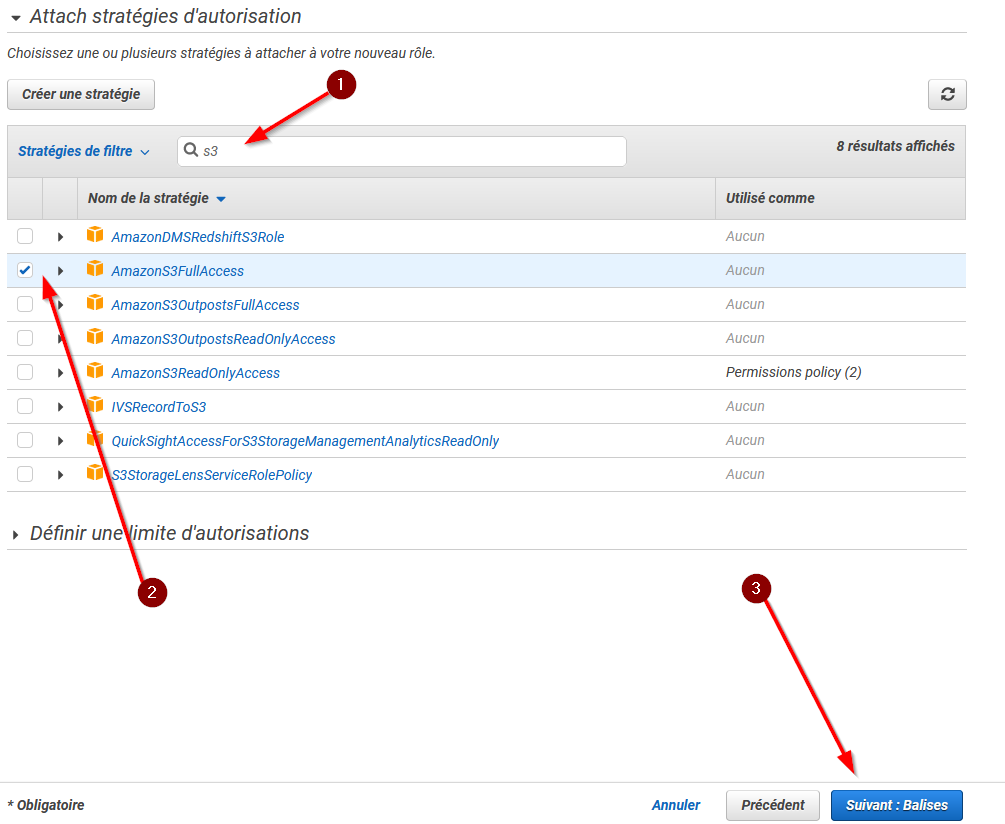 Attach stratégies d'autorisation
Choisissez une ou plusieurs stratégies à attacher à votre nouveau rôle.
1
Créer une stratégie
Stratégies de filtre
s3
8 résultats affichés
Nom de la stratégie
Utilisé comme
AmazonDMSRedshiftS3Role
Aucun
AmazonS3FullAccess
Aucun
AmazonS3OutpostsFullAccess
Aucun
AmazonS3OutpostsReadOnlyAccess
Aucun
AmazonS3ReadOnlyAccess
Permissions policy (2)
IVSRecordToS3
Aucun
QuickSightAccessForS3StorageManagementAnalyticsReadOnly
Aucun
S3StorageLensServiceRolePolicy
Aucun
Définir une limite d'autorisations
2
3
* Obligatoire
Annuler
Précédent
Suivant : Balises